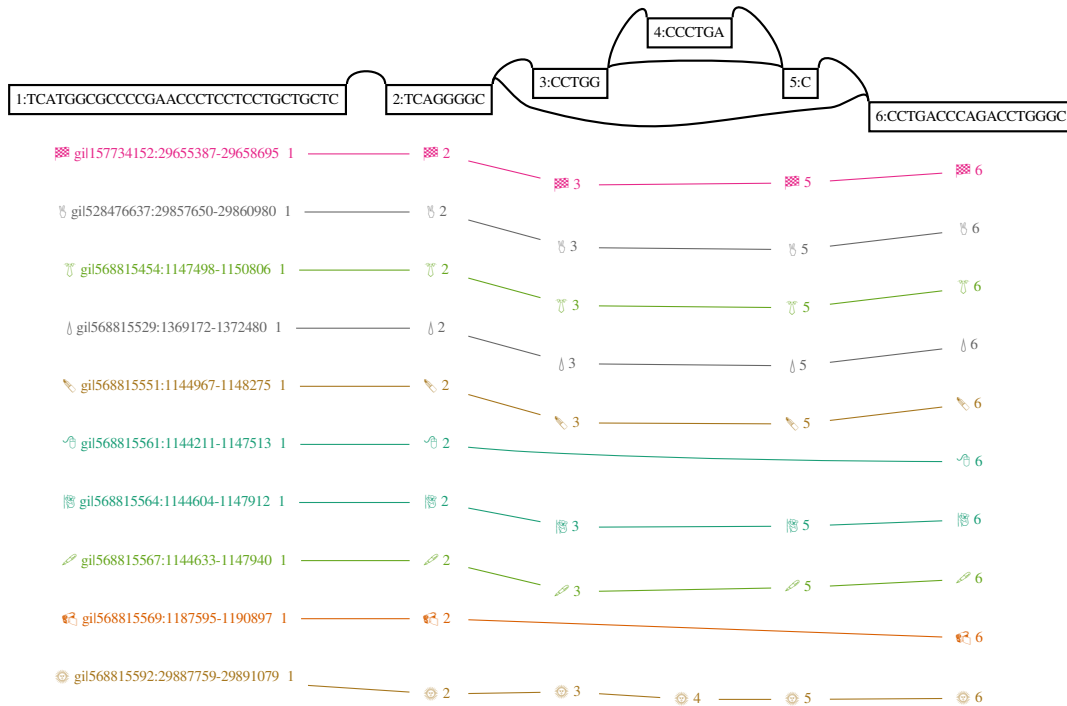 4:CCCTGA
3:CCTGG
5:C
1:TCATGGCGCCCCGAACCCTCCTCCTGCTGCTC
2:TCAGGGGC
6:CCTGACCCAGACCTGGGC
gi|157734152:29655387-29658695 1 2 3 5 6
gi|528476637:29857650-29860980 1 2 3 5 6
gi|568815454:1147498-1150806 1 2 3 5 6
gi|568815529:1369172-1372480 1 2 3 5 6
gi|568815551:1144967-1148275 1 2 3 5 6
gi|568815561:1144211-1147513 1 2 6
gi|568815564:1144604-1147912 1 2 3 5 6
gi|568815567:1144633-1147940 1 2 3 5 6
gi|568815569:1187595-1190897 1 2 6
gi|568815592:29887759-29891079 1 2 3 4 5 6